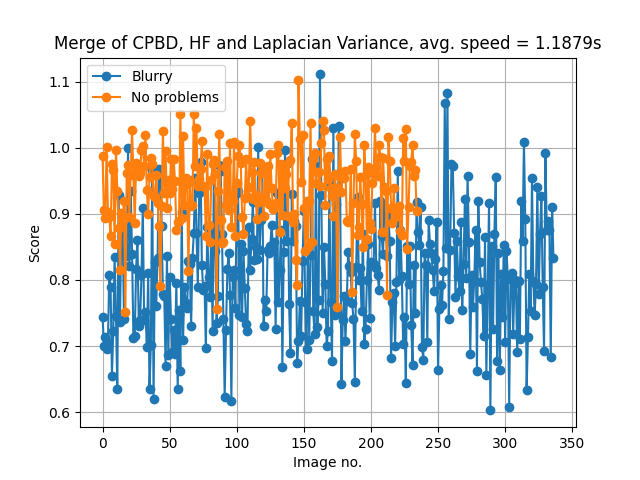 Merge of CPBD, HF and Laplacian Variance, avg. speed = 1.1879s
Blurry
No problems
Score
1.1
1.0
0.9
0.8
0.7
0.6
0
50
100
150
200
250
300
350
Image no.